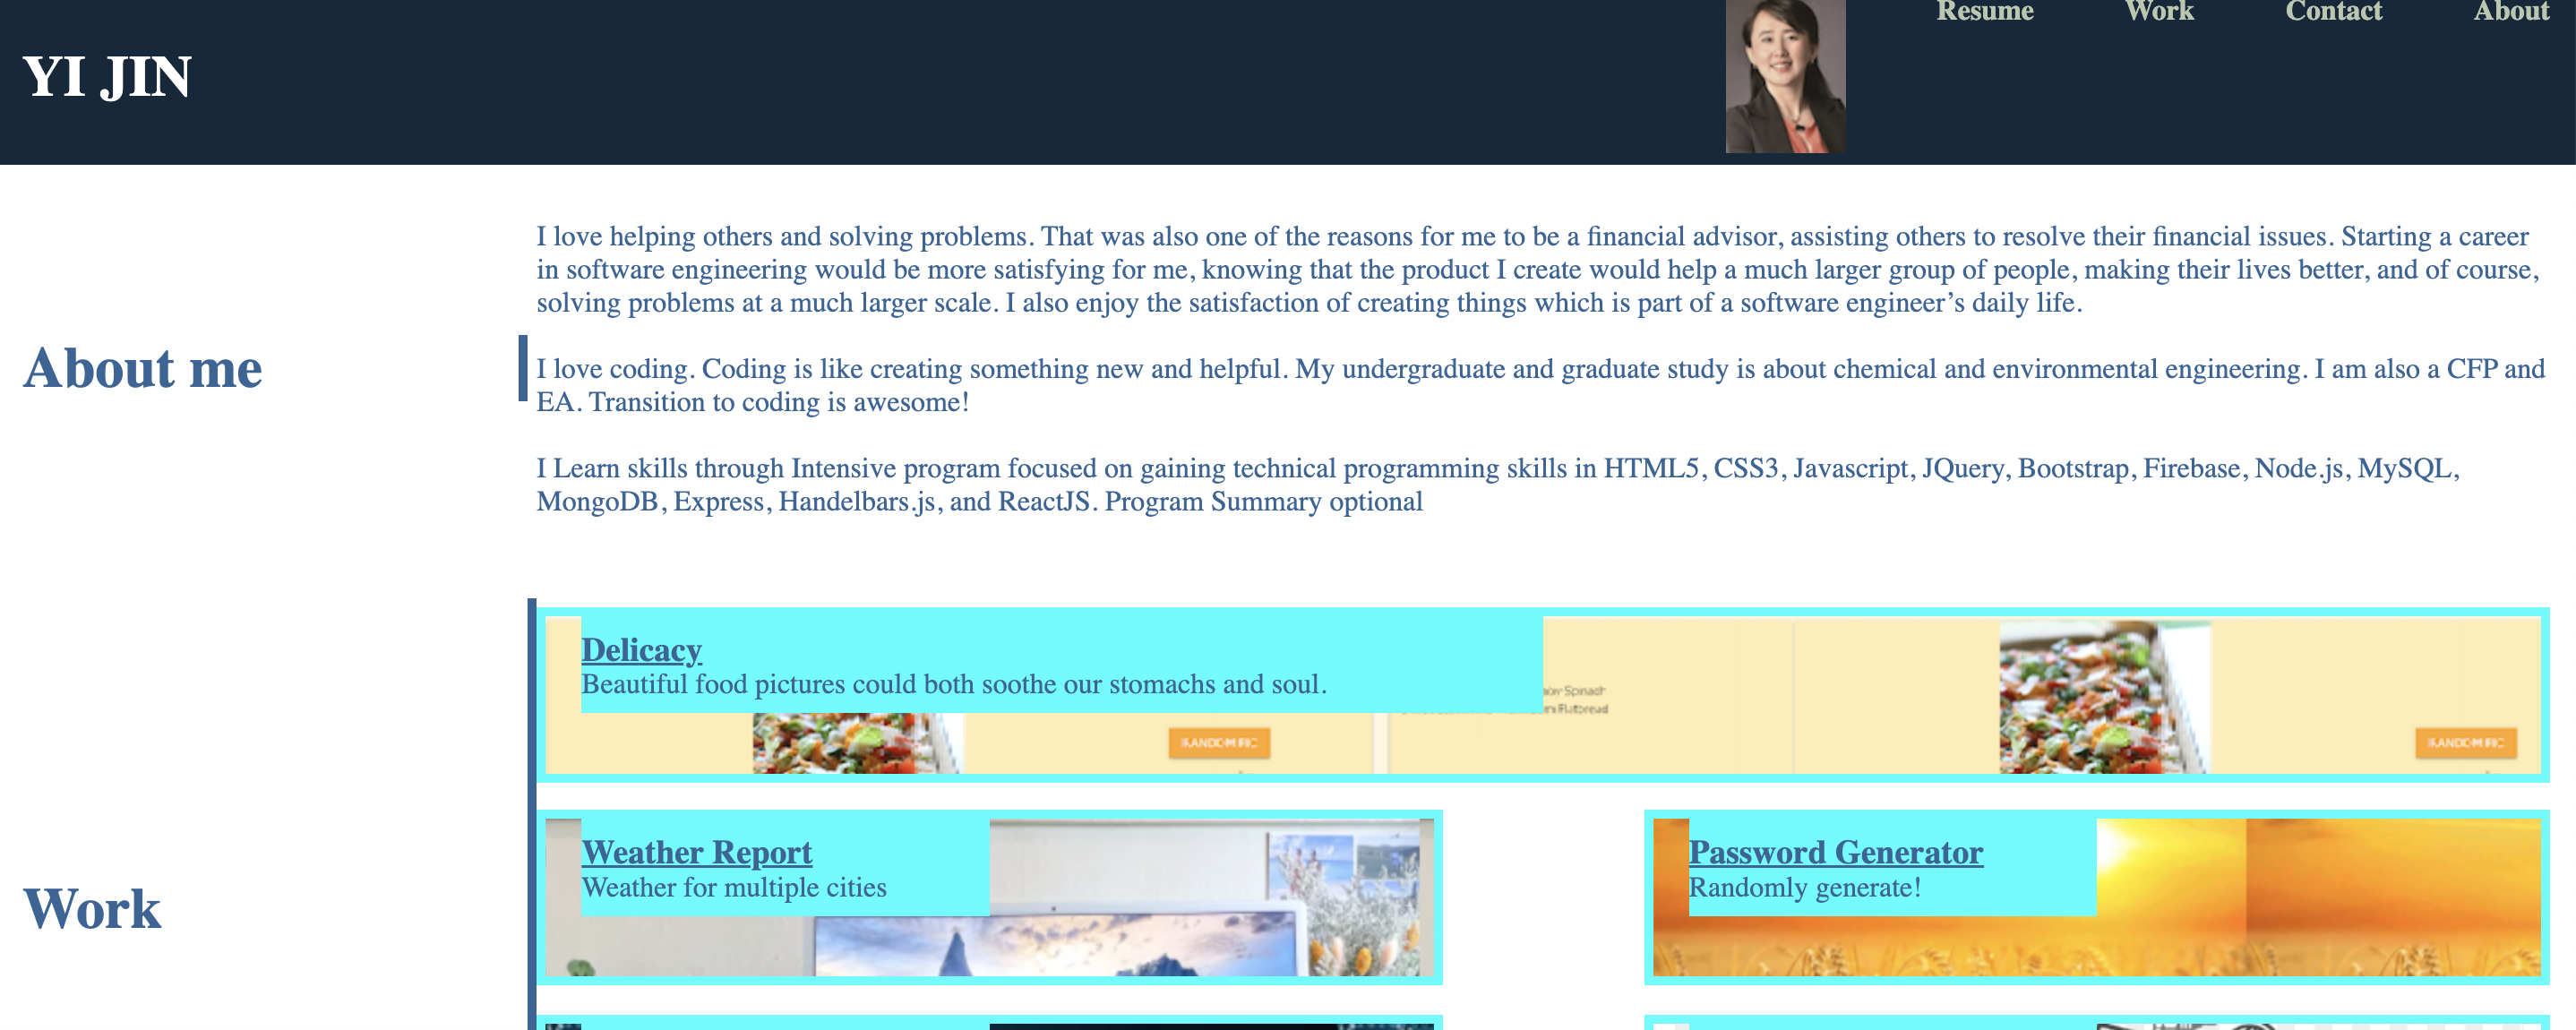 Resume Work Contact About
YI JIN
I love helping others and solving problems. That was also one of the reasons for me to be a financial advisor, assisting others to resolve their financial issues. Starting a career
in software engineering would be more satisfying for me, knowing that the product I create would help a much larger group of people, making their lives better, and of course,
solving problems at a much larger scale. I also enjoy the satisfaction of creating things which is part of a software engineer’s daily life.
About me
I love coding. Coding is like creating something new and helpful. My undergraduate and graduate study is about chemical and environmental engineering. I am also a CFP and
EA. Transition to coding is awesome!
I Learn skills through Intensive program focused on gaining technical programming skills in HTML5, CSS3, Javascript, JQuery, Bootstrap, Firebase, Node.js, MySQL,
MongoDB, Express, Handelbars.js, and ReactJS. Program Summary optional
Delicacy
Beautiful food pictures could both soothe our stomachs and soul.
Spinach
Flatbread
RANDOM
RANDOM
Weather Report
Weather for multiple cities
Password Generator
Randomly generate!
Work